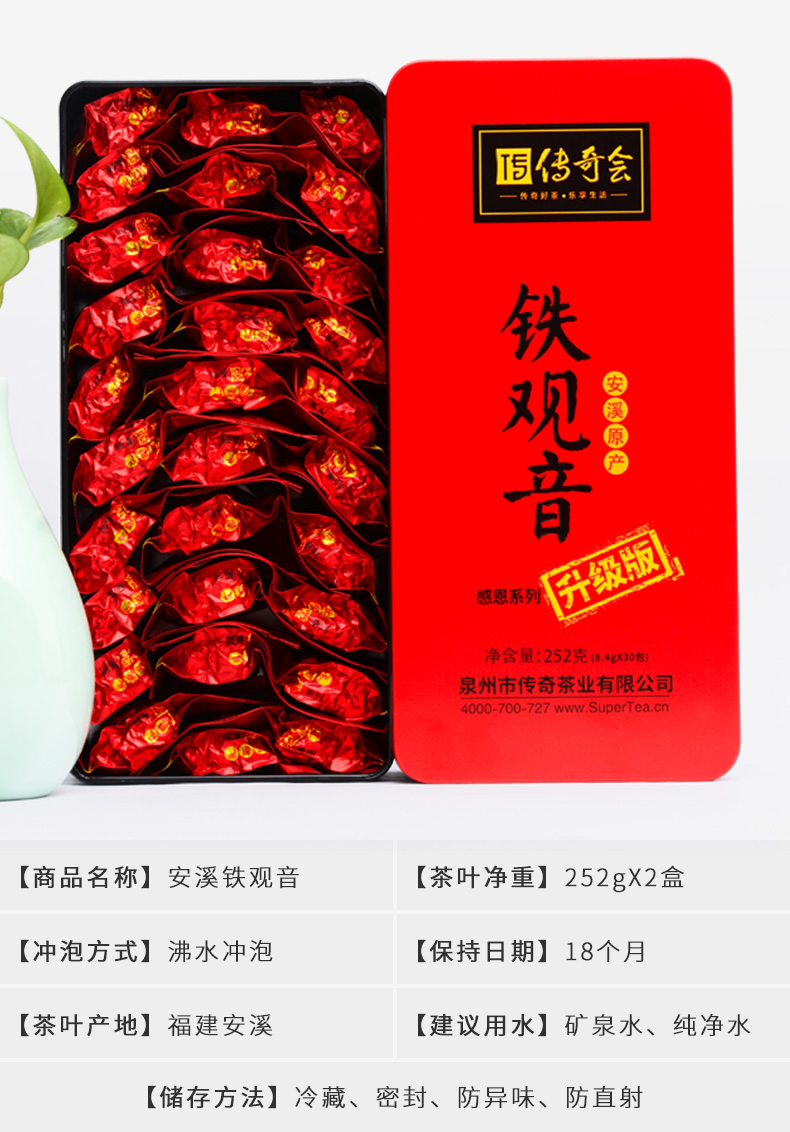 TS 传奇会
传奇好茶●乐享生活
铁观音
安溪原产
感恩系列
升级版
净含量:252克(8.4gX30包)
泉州市传奇茶业有限公司
4000-700-727 www.SuperTea.cn
【商品名称】安溪铁观音
【茶叶净重】252gX2盒
【冲泡方式】沸水冲泡
【保持日期】18个月
【茶叶产地】福建安溪
【建议用水】矿泉水、纯净水
【储存方法】冷藏、密封、防异味、防直射